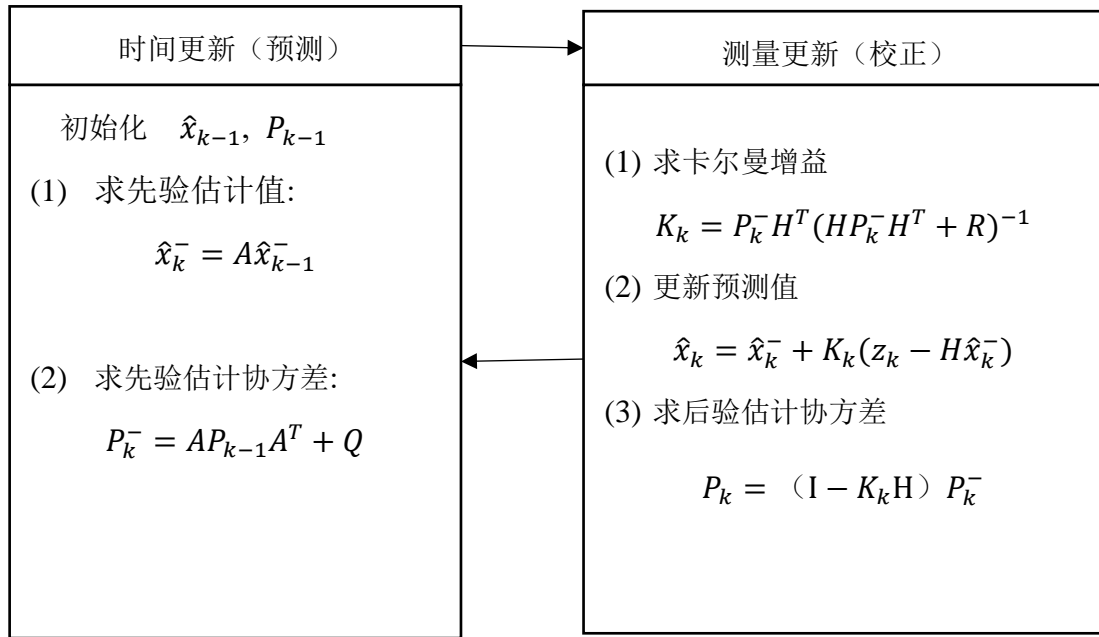 时间更新（预测）
初始化 x̂_{k−1}, P_{k−1}
(1) 求先验估计值:
x̂_k^− = Ax̂_{k−1}^−
(2) 求先验估计协方差:
P_k^− = AP_{k−1}A^T + Q
测量更新（校正）
(1) 求卡尔曼增益
K_k = P_k^−H^T(HP_k^−H^T + R)^{−1}
(2) 更新预测值
x̂_k = x̂_k^− + K_k(z_k − Hx̂_k^−)
(3) 求后验估计协方差
P_k = （I − K_kH）P_k^−